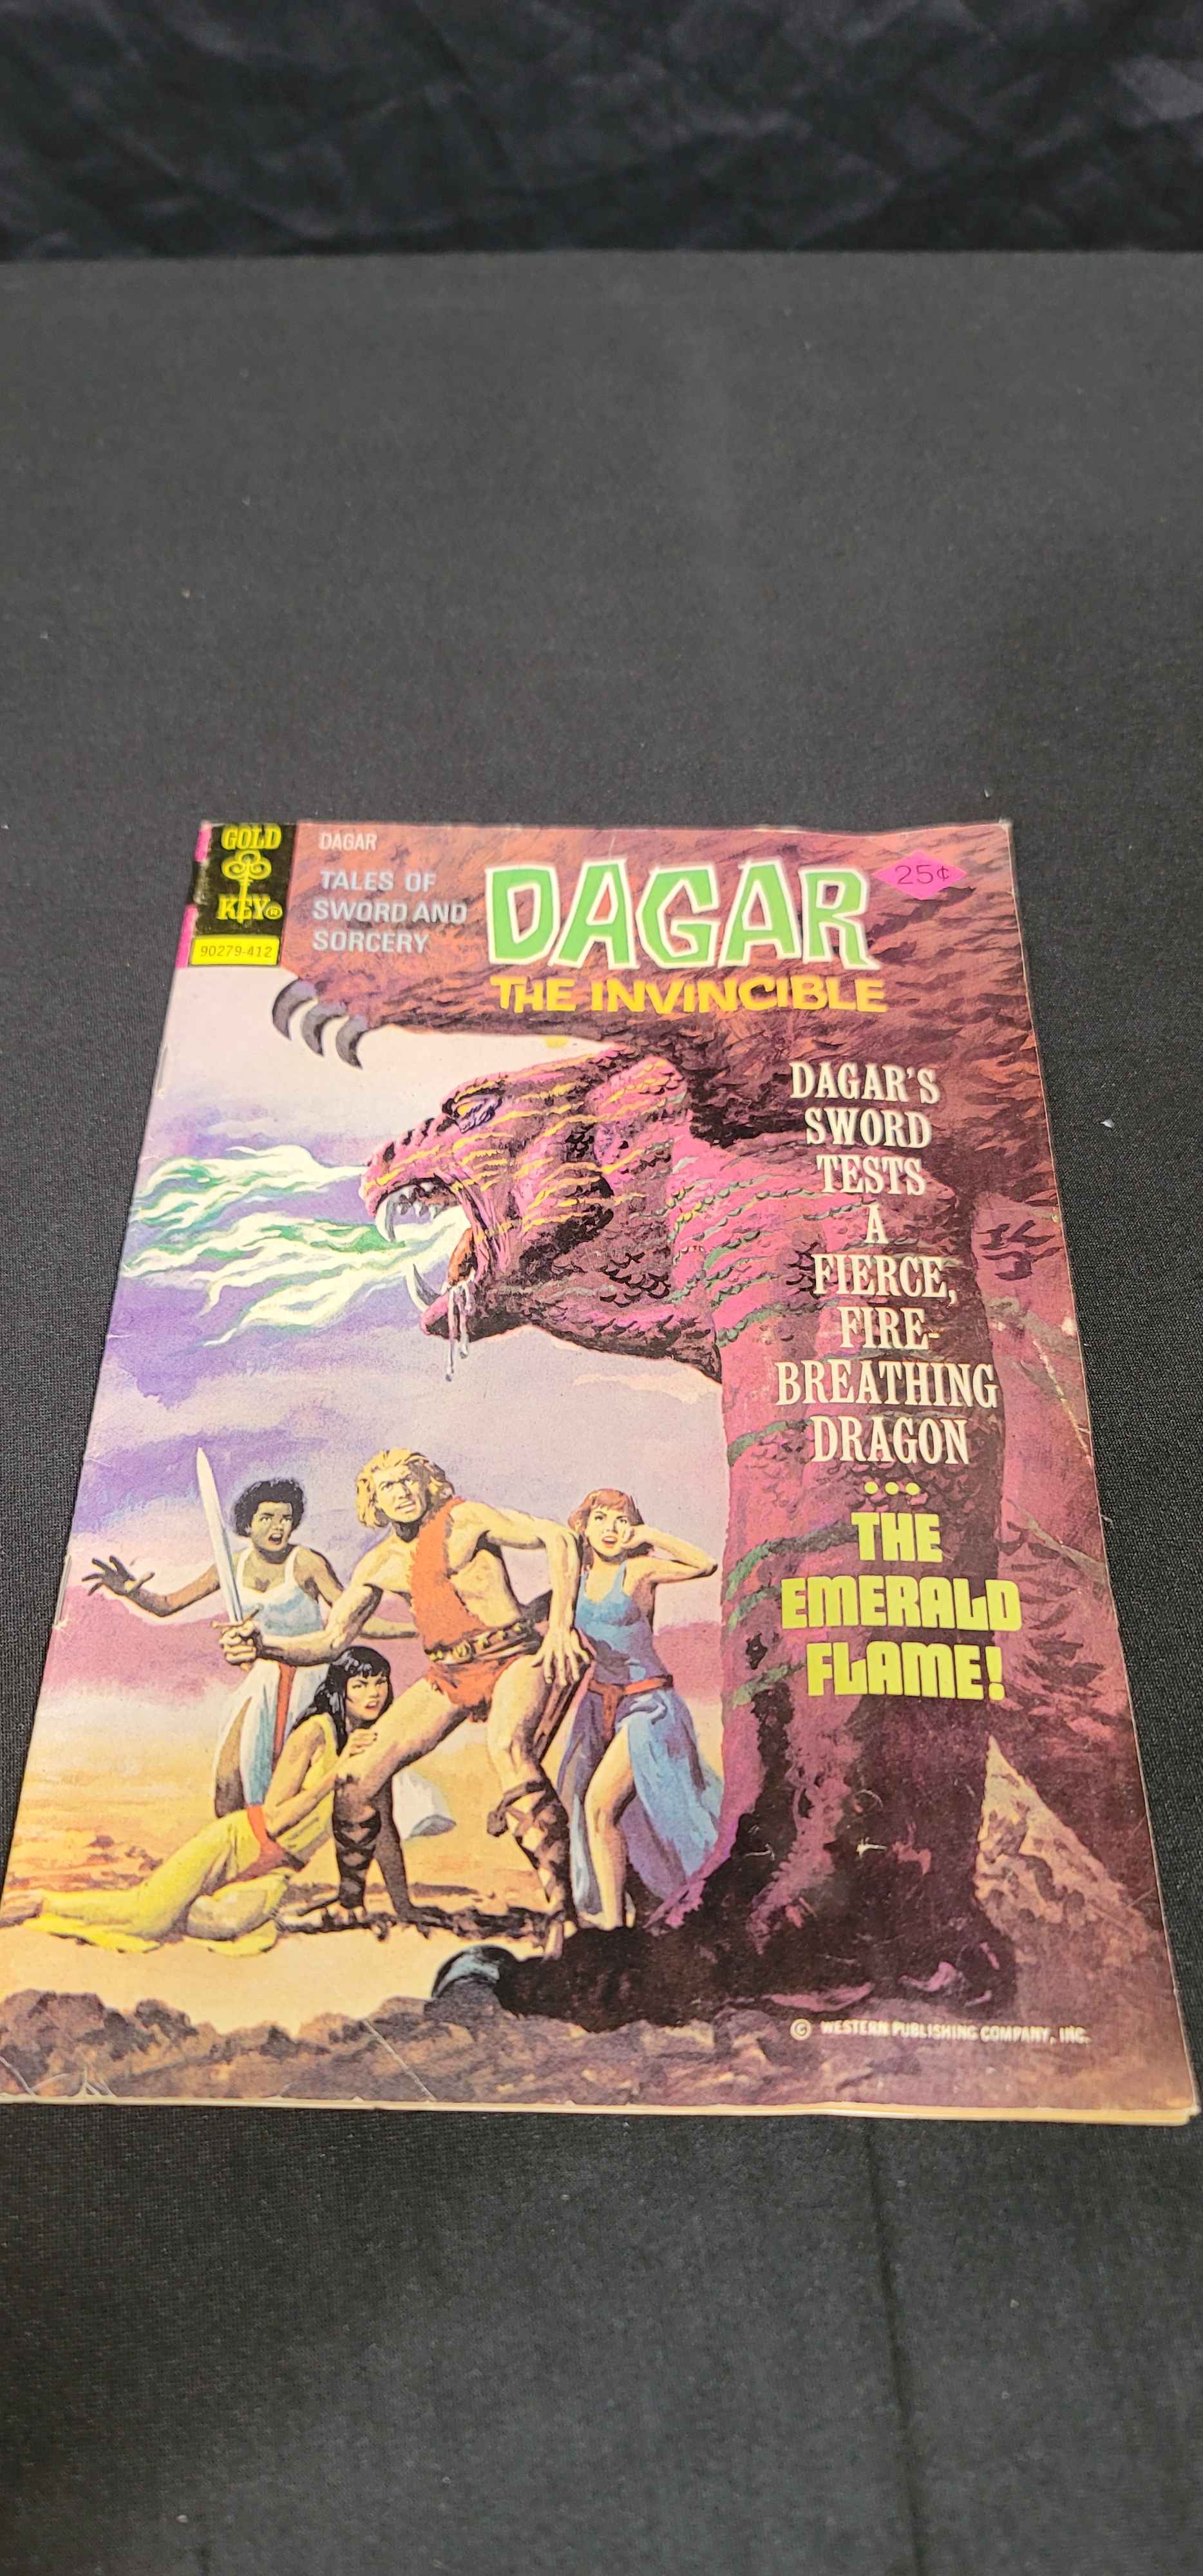 GOLD
KEY®
90279-412
DAGAR
TALES OF
SWORD AND
SORCERY
DAGAR
THE INVINCIBLE
25¢
DAGAR'S
SWORD
TESTS
A
FIERCE,
FIRE-
BREATHING
DRAGON
...
THE
EMERALD
FLAME!
© WESTERN PUBLISHING COMPANY, INC.